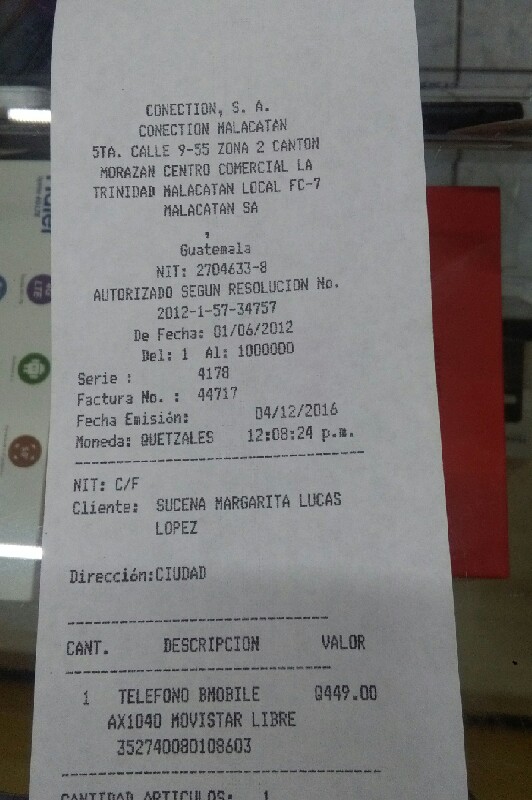 CONECTION, S. A.
CONECTION MALACATAN
5TA. CALLE 9-55 ZONA 2 CANTON
MORAZAN CENTRO COMERCIAL LA
TRINIDAD MALACATAN LOCAL FC-7
MALACATAN SA
,
Guatemala
NIT: 2704633-8
AUTORIZADO SEGUN RESOLUCION No.
2012-1-57-34757
De Fecha: 01/06/2012
Del: 1 Al: 1000000
Serie : 4178
Factura No. : 44717
Fecha Emisión: 04/12/2016
Moneda: QUETZALES 12:08:24 p.m.
NIT: C/F
Cliente: SUCENA MARGARITA LUCAS
LOPEZ
Dirección:CIUDAD
CANT. DESCRIPCION VALOR
1 TELEFONO BMOBILE Q449.00
AX1040 MOVISTAR LIBRE
352740080108603
CANTIDAD ARTICULOS: 1